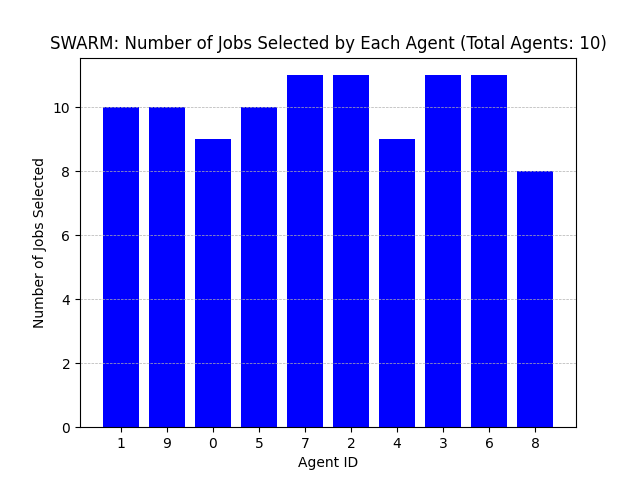 SWARM: Number of Jobs Selected by Each Agent (Total Agents: 10)
Number of Jobs Selected
10
8
6
4
2
0
1 9 0 5 7 2 4 3 6 8
Agent ID